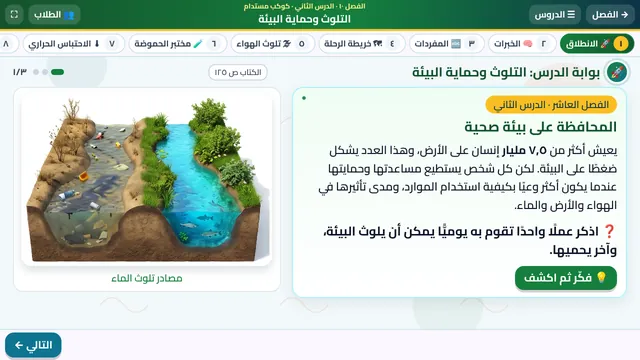 الفصل ←
☰ الدروس
الفصل ١٠ · الدرس الثاني · كوكب مستدام
التلوث وحماية البيئة
الطلاب
١ الانطلاق
٢ الخبرات
٣ المفردات
٤ خريطة الرحلة
٥ تلوث الهواء
٦ مختبر الحموضة
٧ الاحتباس الحراري
٨
بوابة الدرس: التلوث وحماية البيئة
الكتاب ص ١٢٥
١/٣
الفصل العاشر · الدرس الثاني
المحافظة على بيئة صحية
يعيش أكثر من ٧,٥ مليار إنسان على الأرض، وهذا العدد يشكل
ضغطًا على البيئة. لكن كل شخص يستطيع مساعدتها وحمايتها
عندما يكون أكثر وعيًا بكيفية استخدام الموارد، ومدى تأثيرها في
الهواء والأرض والماء.
❓ اذكر عملًا واحدًا تقوم به يوميًّا يمكن أن يلوث البيئة،
وآخر يحميها.
فكّر ثم اكشف
مصادر تلوث الماء
التالي ←